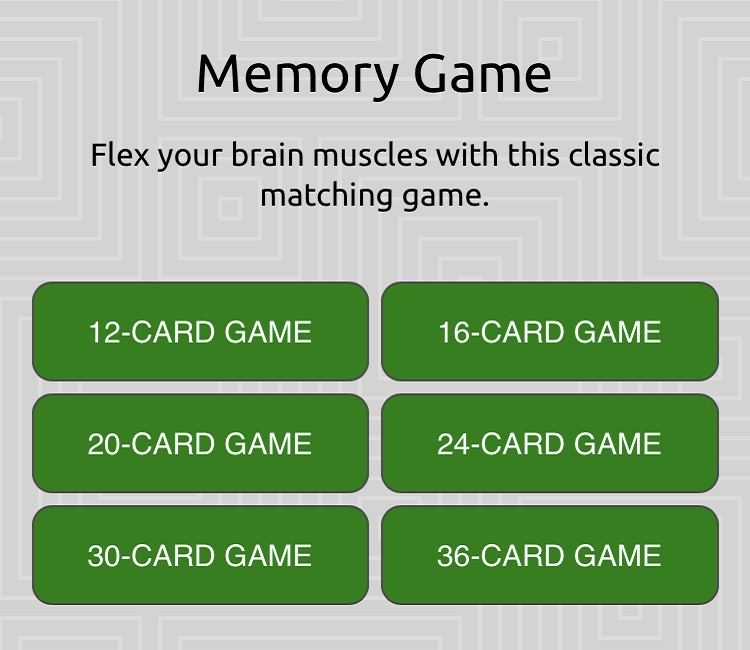 Memory Game
Flex your brain muscles with this classic
matching game.
12-CARD GAME
16-CARD GAME
20-CARD GAME
24-CARD GAME
30-CARD GAME
36-CARD GAME